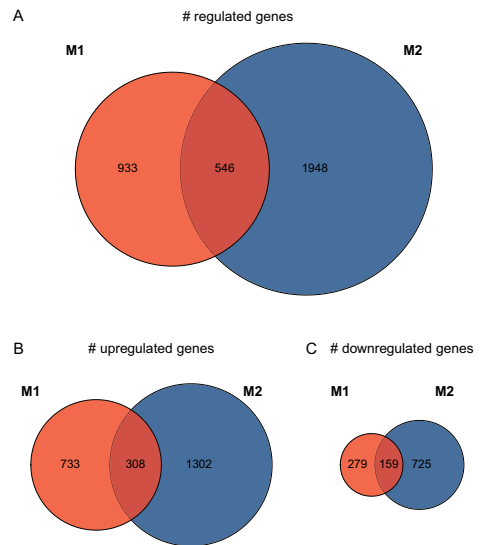 A # regulated genes
M1 M2
933 546 1948
B # upregulated genes
M1 M2
733 308 1302
C # downregulated genes
M1 M2
279 159 725